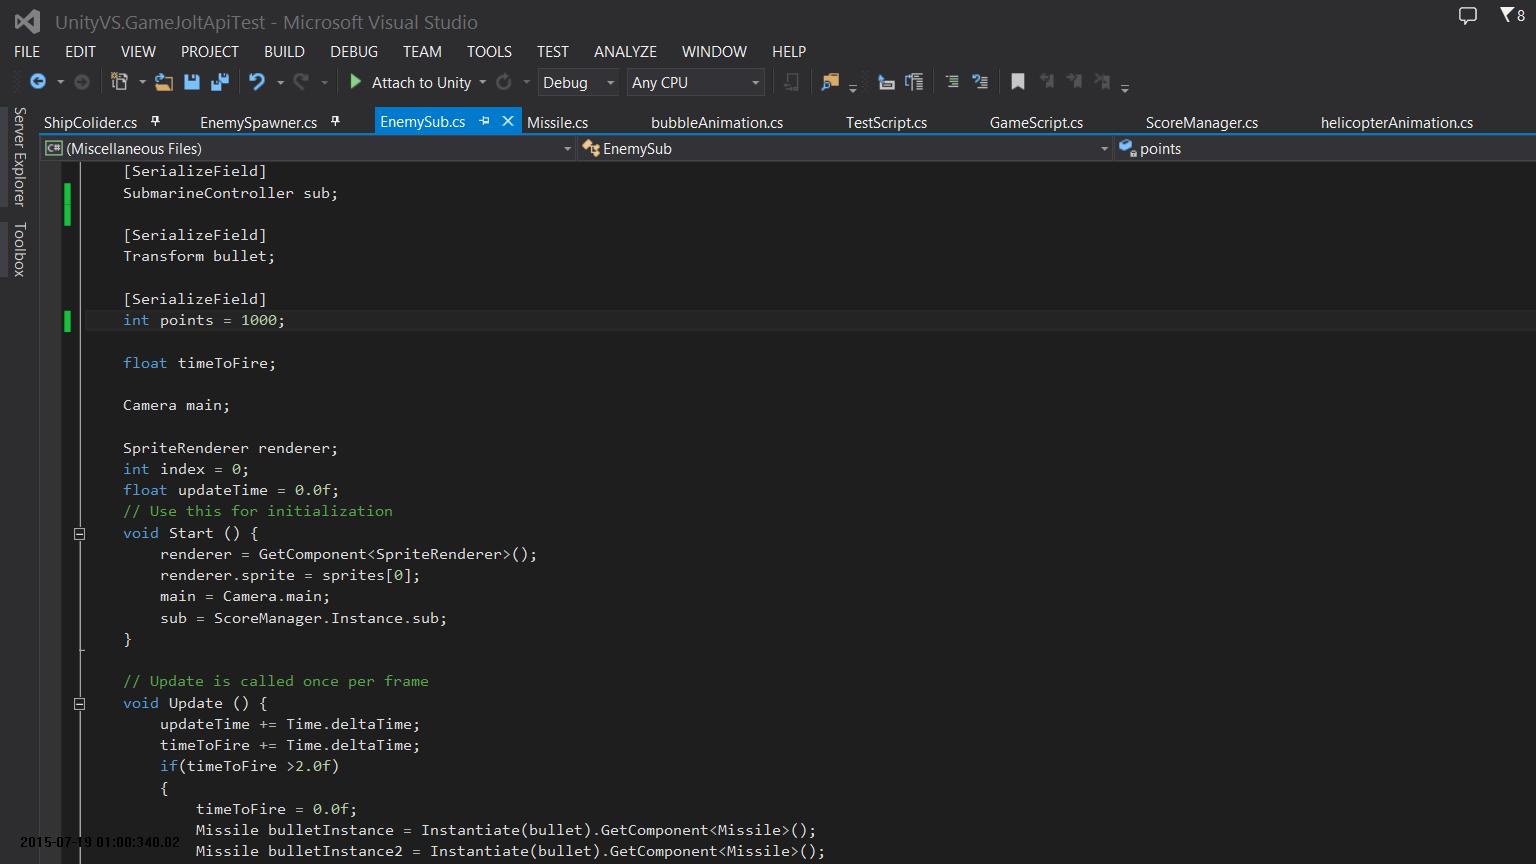 UnityVS.GameJoltApiTest - Microsoft Visual Studio
8
FILE EDIT VIEW PROJECT BUILD DEBUG TEAM TOOLS TEST ANALYZE WINDOW HELP
Attach to Unity Debug Any CPU
Server Explorer
Toolbox
ShipColider.cs EnemySpawner.cs EnemySub.cs Missile.cs bubbleAnimation.cs TestScript.cs GameScript.cs ScoreManager.cs helicopterAnimation.cs
C# (Miscellaneous Files) EnemySub points
[SerializeField]
SubmarineController sub;
[SerializeField]
Transform bullet;
[SerializeField]
int points = 1000;
float timeToFire;
Camera main;
SpriteRenderer renderer;
int index = 0;
float updateTime = 0.0f;
// Use this for initialization
void Start () {
renderer = GetComponent<SpriteRenderer>();
renderer.sprite = sprites[0];
main = Camera.main;
sub = ScoreManager.Instance.sub;
}
// Update is called once per frame
void Update () {
updateTime += Time.deltaTime;
timeToFire += Time.deltaTime;
if(timeToFire >2.0f)
{
timeToFire = 0.0f;
Missile bulletInstance = Instantiate(bullet).GetComponent<Missile>();
Missile bulletInstance2 = Instantiate(bullet).GetComponent<Missile>();
2015-07-19 01:00:340.02